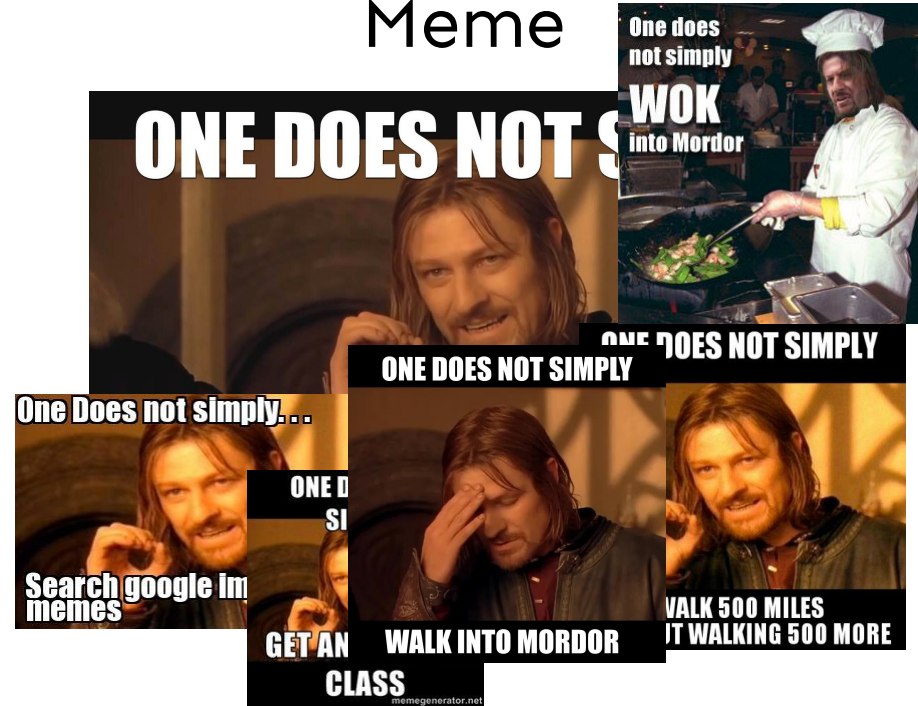 Meme
One does
not simply
WOK
into Mordor
ONE DOES NOT S
ONE DOES NOT SIMPLY
WALK 500 MILES
UT WALKING 500 MORE
ONE DOES NOT SIMPLY
WALK INTO MORDOR
One Does not simply. . .
Search google im
memes
ONE D
SI
GET AN
CLASS
memegenerator.net